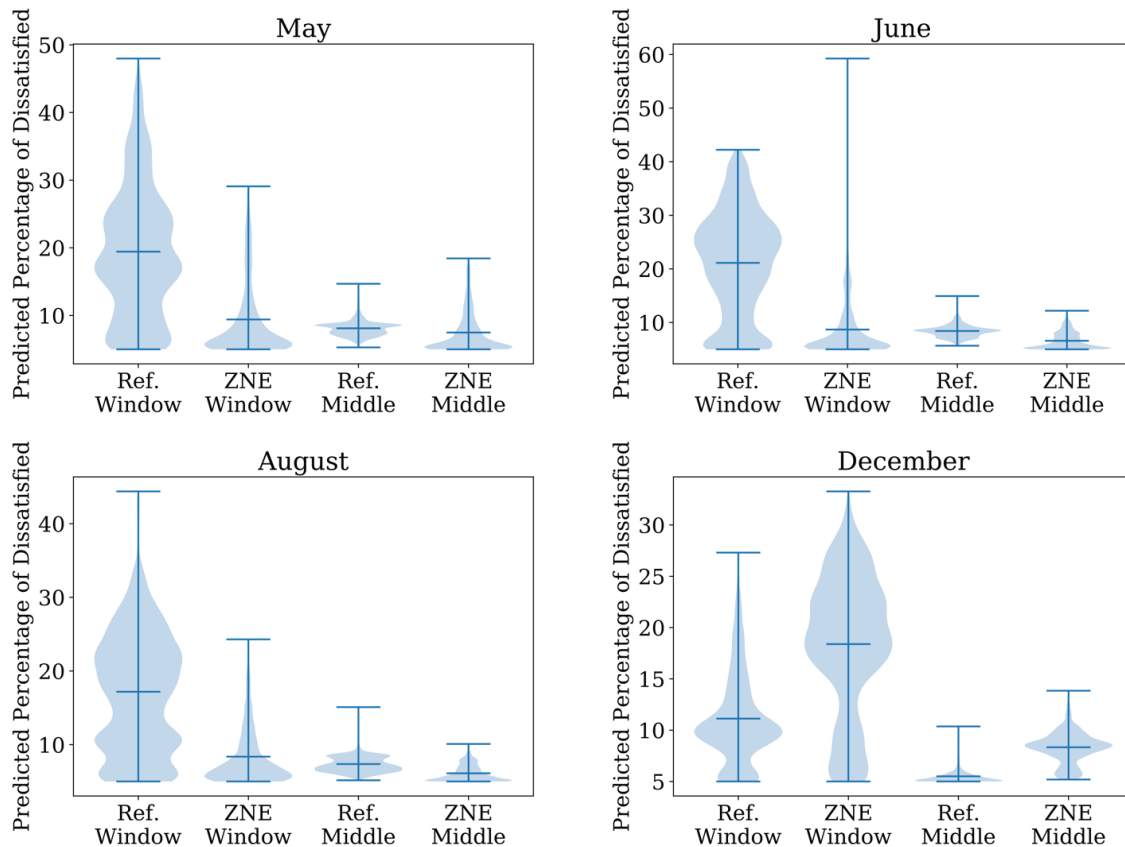 May
Predicted Percentage of Dissatisfied
50
40
30
20
10
Ref.
Window
ZNE
Window
Ref.
Middle
ZNE
Middle
June
Predicted Percentage of Dissatisfied
60
50
40
30
20
10
Ref.
Window
ZNE
Window
Ref.
Middle
ZNE
Middle
August
Predicted Percentage of Dissatisfied
40
30
20
10
Ref.
Window
ZNE
Window
Ref.
Middle
ZNE
Middle
December
Predicted Percentage of Dissatisfied
30
25
20
15
10
5
Ref.
Window
ZNE
Window
Ref.
Middle
ZNE
Middle